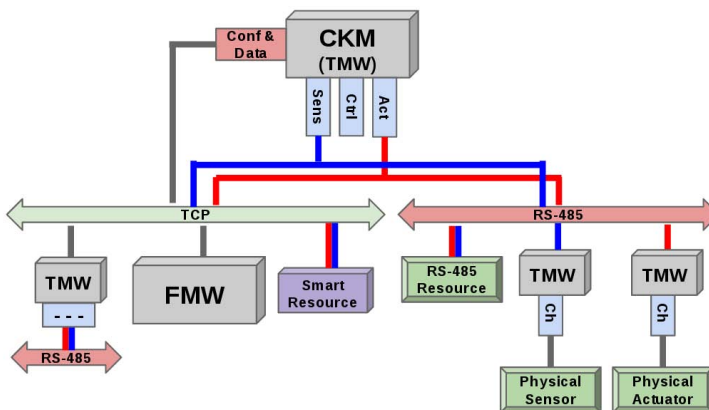 Conf &
Data
CKM
(TMW)
Sens
Ctrl
Act
TCP
RS-485
TMW
- - -
RS-485
FMW
Smart
Resource
RS-485
Resource
TMW
Ch
Physical
Sensor
TMW
Ch
Physical
Actuator